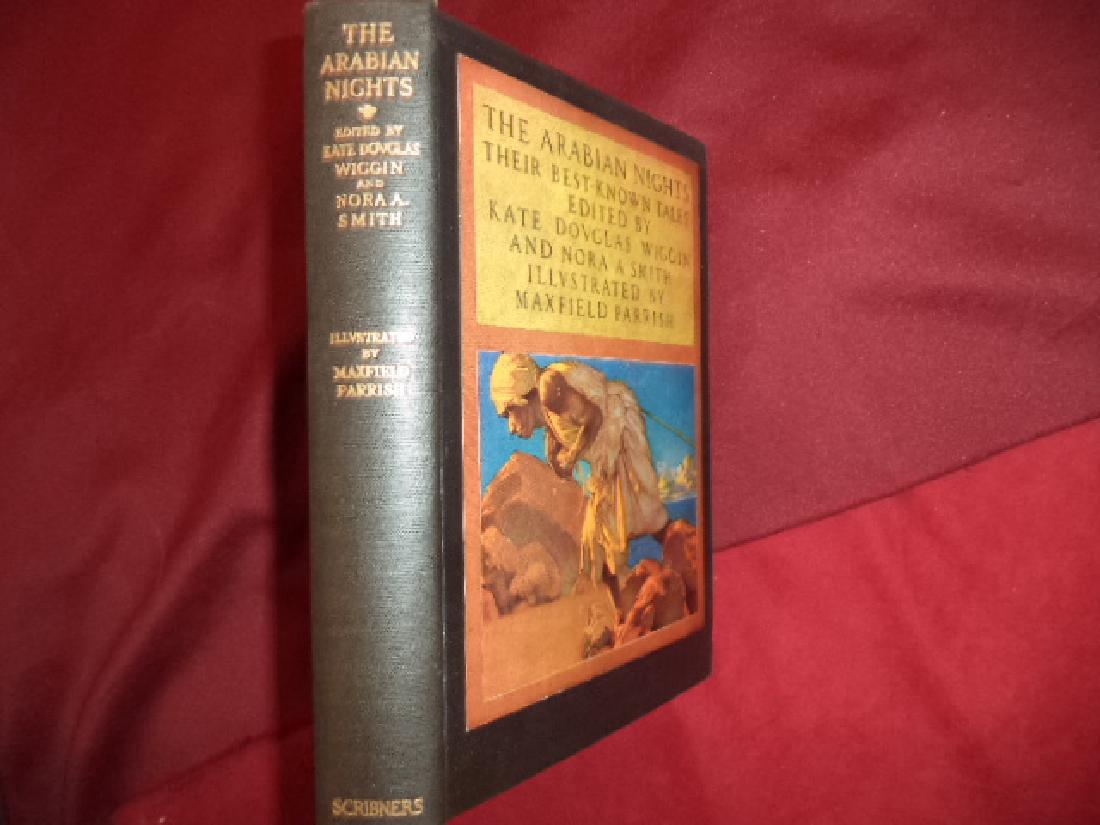 THE
ARABIAN
NIGHTS
EDITED BY
KATE DOVGLAS
WIGGIN
AND
NORA A.
SMITH
ILLVSTRATED
BY
MAXFIELD
PARRISH
SCRIBNERS
THE ARABIAN NIGHTS
THEIR BEST-KNOWN TALES
EDITED BY
KATE DOVGLAS WIGGIN
AND NORA A SMITH
ILLVSTRATED BY
MAXFIELD PARRISH